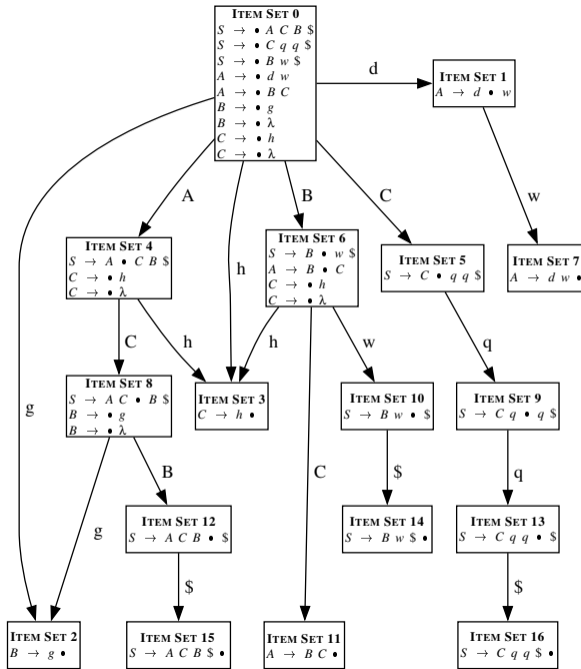 ITEM SET 0
S → • A C B $
S → • C q q $
S → • B w $
A → • d w
A → • B C
B → • g
B → • λ
C → • h
C → • λ
d
ITEM SET 1
A → d • w
A
h
B
C
w
ITEM SET 4
S → A • C B $
C → • h
C → • λ
ITEM SET 6
S → B • w $
A → B • C
C → • h
C → • λ
ITEM SET 5
S → C • q q $
ITEM SET 7
A → d w •
C
h
h
w
q
g
ITEM SET 8
S → A C • B $
B → • g
B → • λ
ITEM SET 3
C → h •
ITEM SET 10
S → B w • $
ITEM SET 9
S → C q • q $
g
B
C
$
q
ITEM SET 12
S → A C B • $
ITEM SET 14
S → B w $ •
ITEM SET 13
S → C q q • $
$
$
ITEM SET 2
B → g •
ITEM SET 15
S → A C B $ •
ITEM SET 11
A → B C •
ITEM SET 16
S → C q q $ •